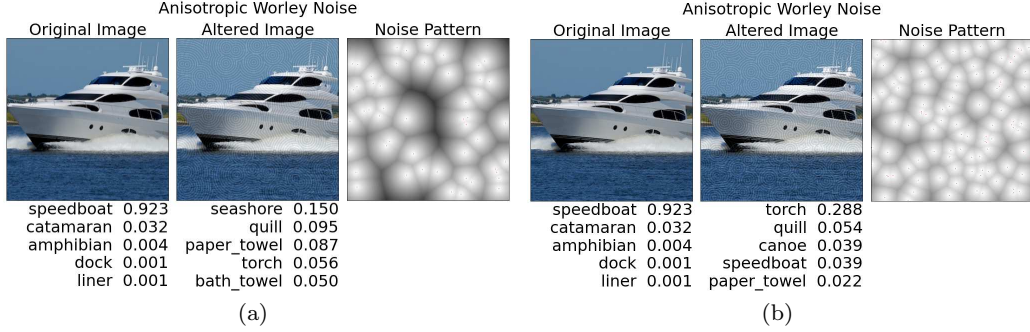 Anisotropic Worley Noise
Original Image Altered Image Noise Pattern
speedboat 0.923 seashore 0.150
catamaran 0.032 quill 0.095
amphibian 0.004 paper_towel 0.087
dock 0.001 torch 0.056
liner 0.001 bath_towel 0.050
(a)
Anisotropic Worley Noise
Original Image Altered Image Noise Pattern
speedboat 0.923 torch 0.288
catamaran 0.032 quill 0.054
amphibian 0.004 canoe 0.039
dock 0.001 speedboat 0.039
liner 0.001 paper_towel 0.022
(b)